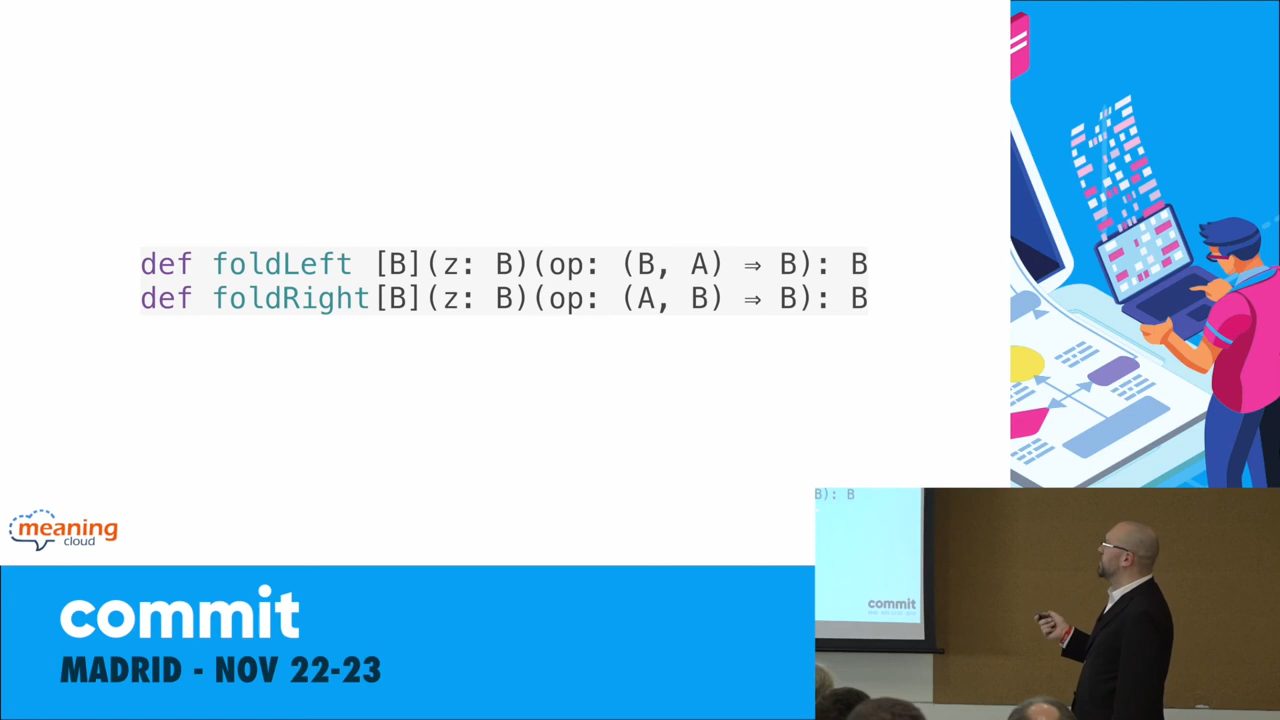 def foldLeft [B](z: B)(op: (B, A) ⇒ B): B
def foldRight[B](z: B)(op: (A, B) ⇒ B): B
meaning
cloud
commit
MADRID - NOV 22-23
B): B
commit